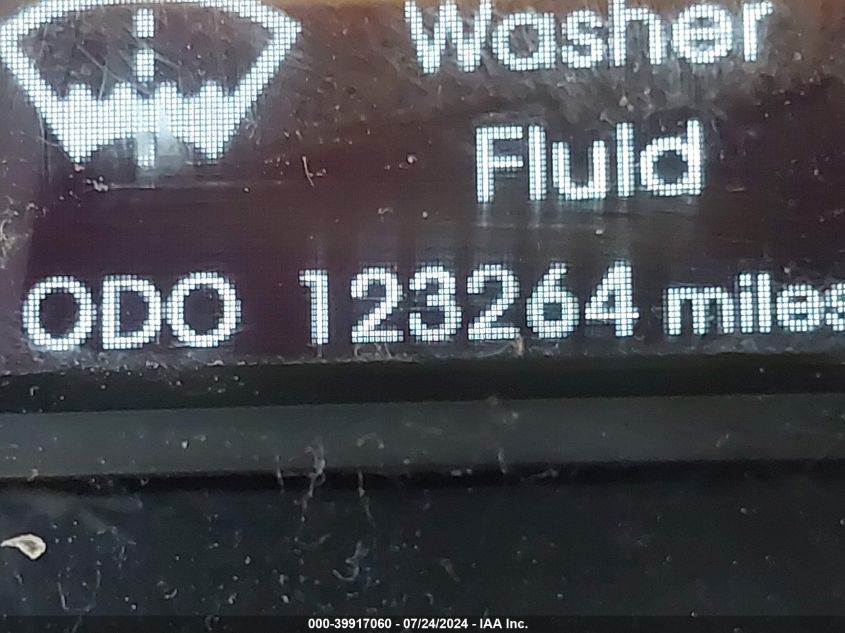 Washer
Fluid
ODO 123264 miles
000-39917060 - 07/24/2024 - IAA Inc.